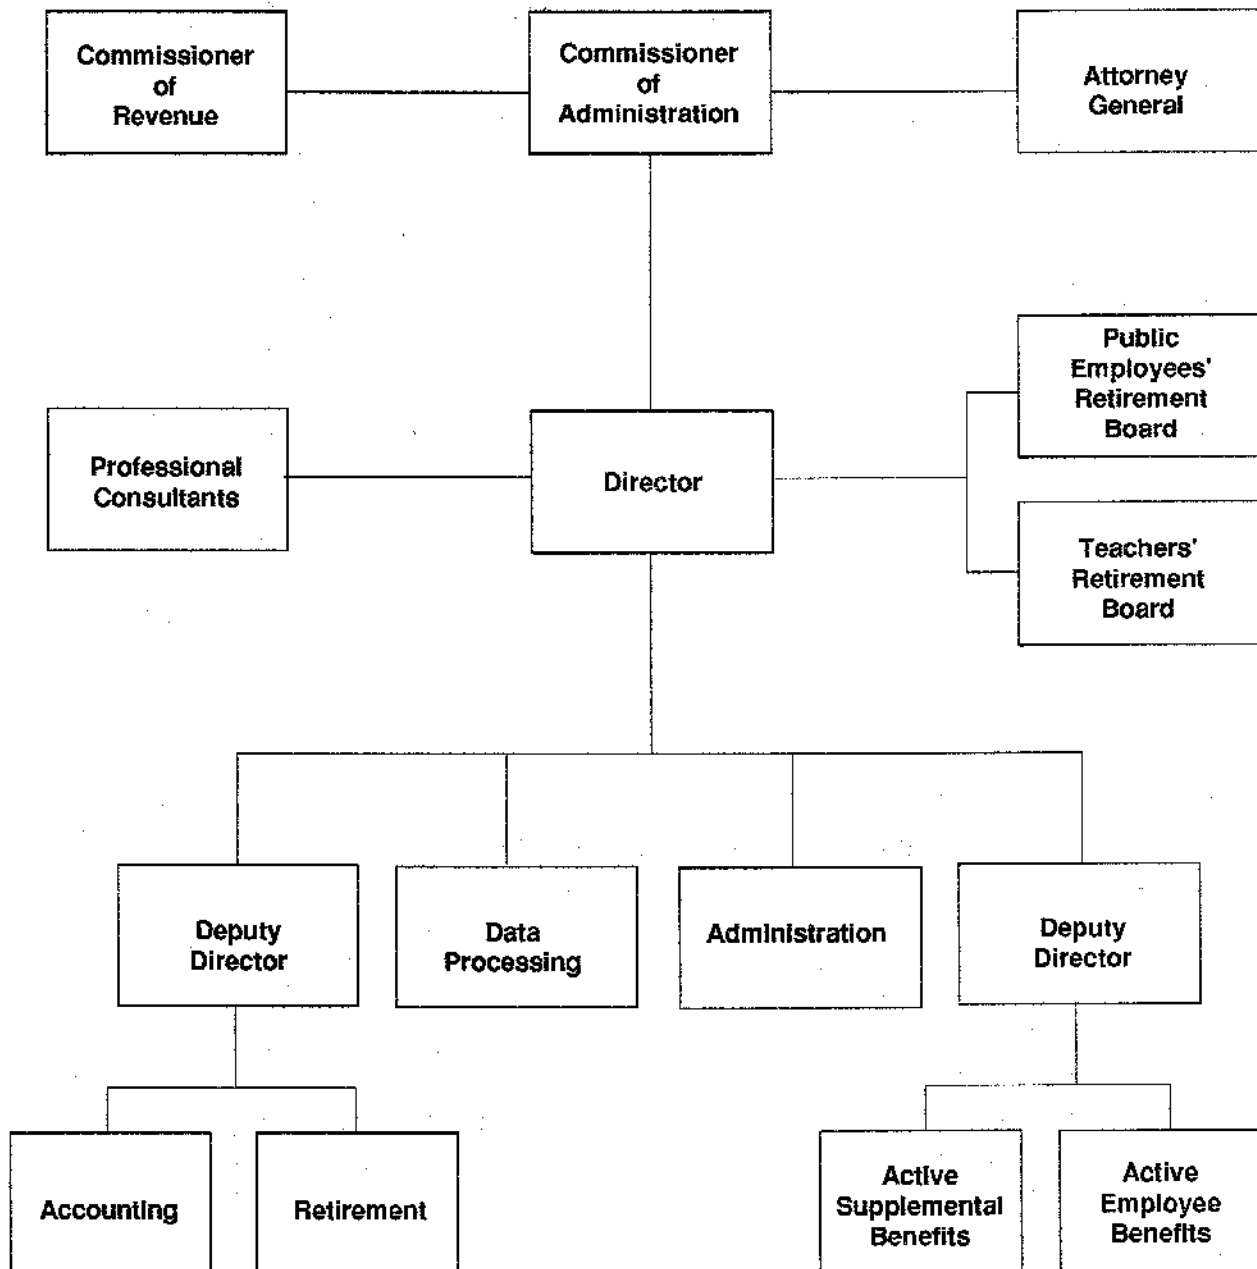 Commissioner
of
Revenue
Commissioner
of
Administration
Attorney
General
Public
Employees'
Retirement
Board
Professional
Consultants
Director
Teachers'
Retirement
Board
Deputy
Director
Data
Processing
Administration
Deputy
Director
Accounting
Retirement
Active
Supplemental
Benefits
Active
Employee
Benefits